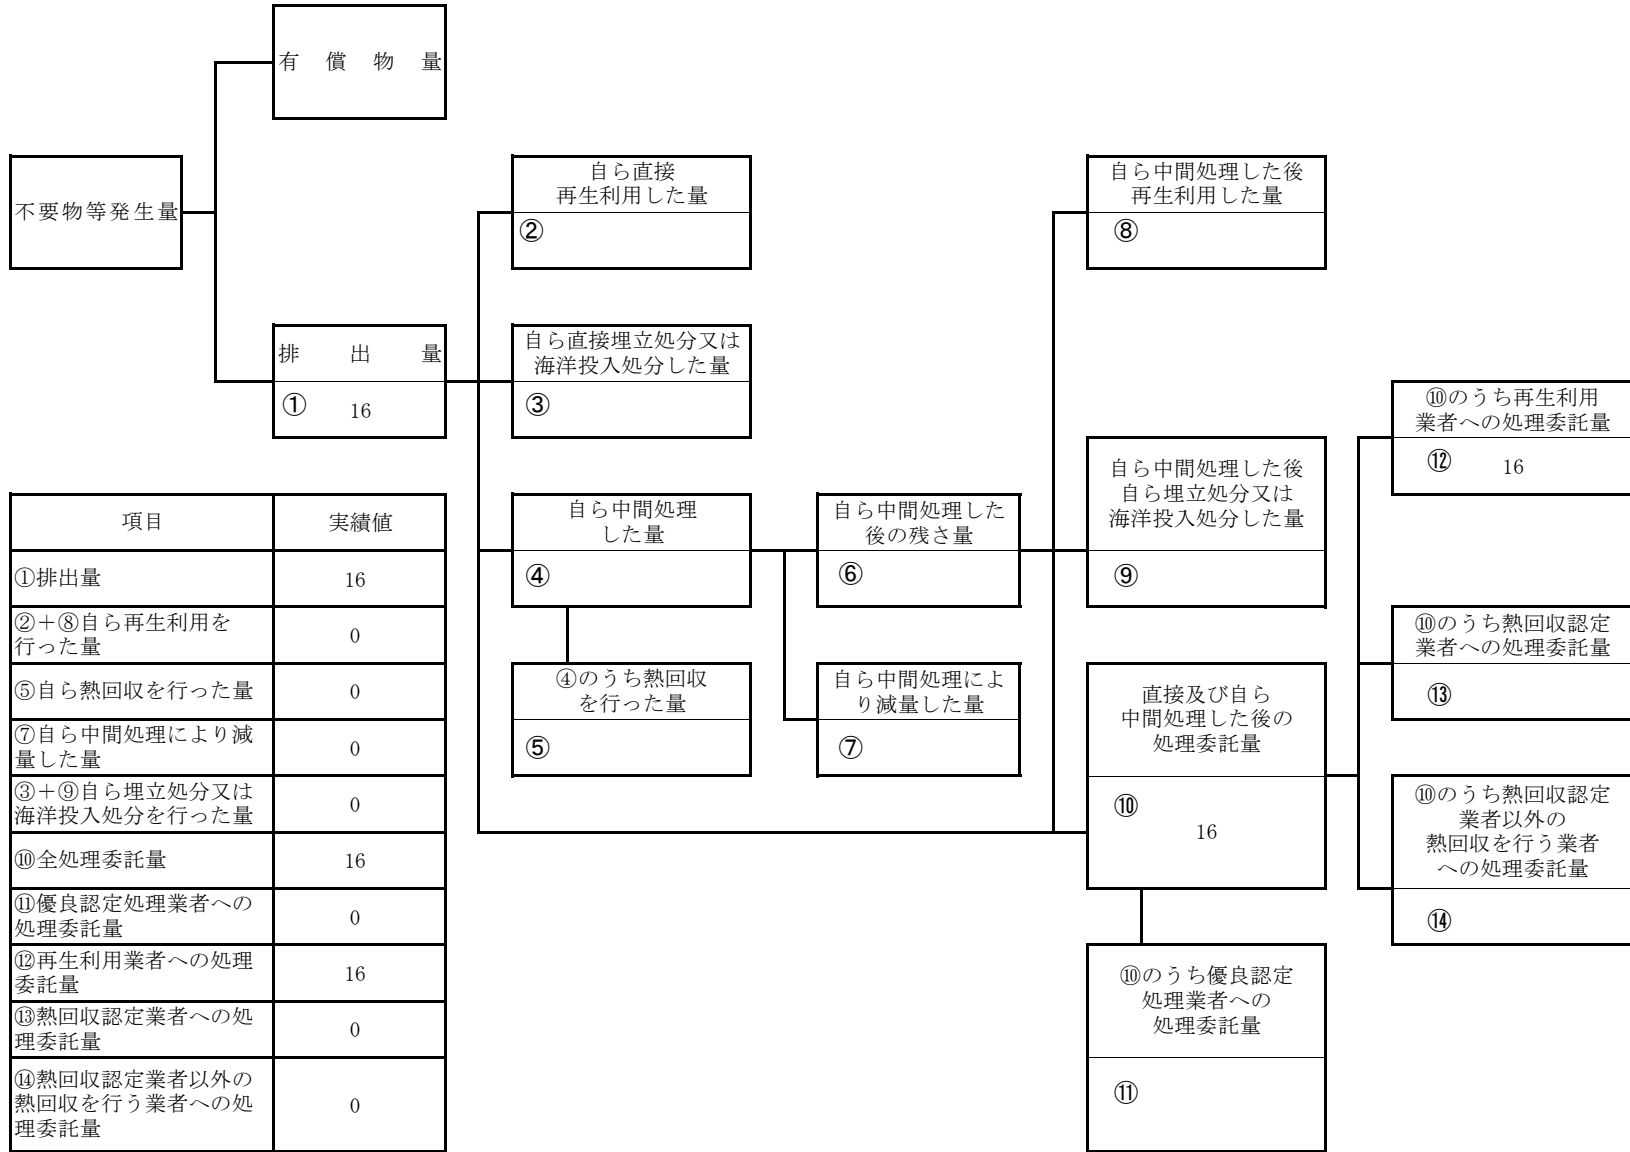 有償物量
不要物等発生量
自ら直接
再生利用した量
②
自ら中間処理した後
再生利用した量
⑧
排出量
① 16
自ら直接埋立処分又は
海洋投入処分した量
③
⑩のうち再生利用
業者への処理委託量
⑫ 16
自ら中間処理した後
自ら埋立処分又は
海洋投入処分した量
⑨
自ら中間処理
した量
④
自ら中間処理した
後の残さ量
⑥
④のうち熱回収
を行った量
⑤
自ら中間処理によ
り減量した量
⑦
直接及び自ら
中間処理した後の
処理委託量
⑩
16
⑩のうち熱回収認定
業者への処理委託量
⑬
⑩のうち熱回収認定
業者以外の
熱回収を行う業者
への処理委託量
⑭
⑩のうち優良認定
処理業者への
処理委託量
⑪
項目 実績値
①排出量 16
②＋⑧自ら再生利用を
行った量 0
⑤自ら熱回収を行った量 0
⑦自ら中間処理により減
量した量 0
③＋⑨自ら埋立処分又は
海洋投入処分を行った量 0
⑩全処理委託量 16
⑪優良認定処理業者への
処理委託量 0
⑫再生利用業者への処理
委託量 16
⑬熱回収認定業者への処
理委託量 0
⑭熱回収認定業者以外の
熱回収を行う業者への処
理委託量 0